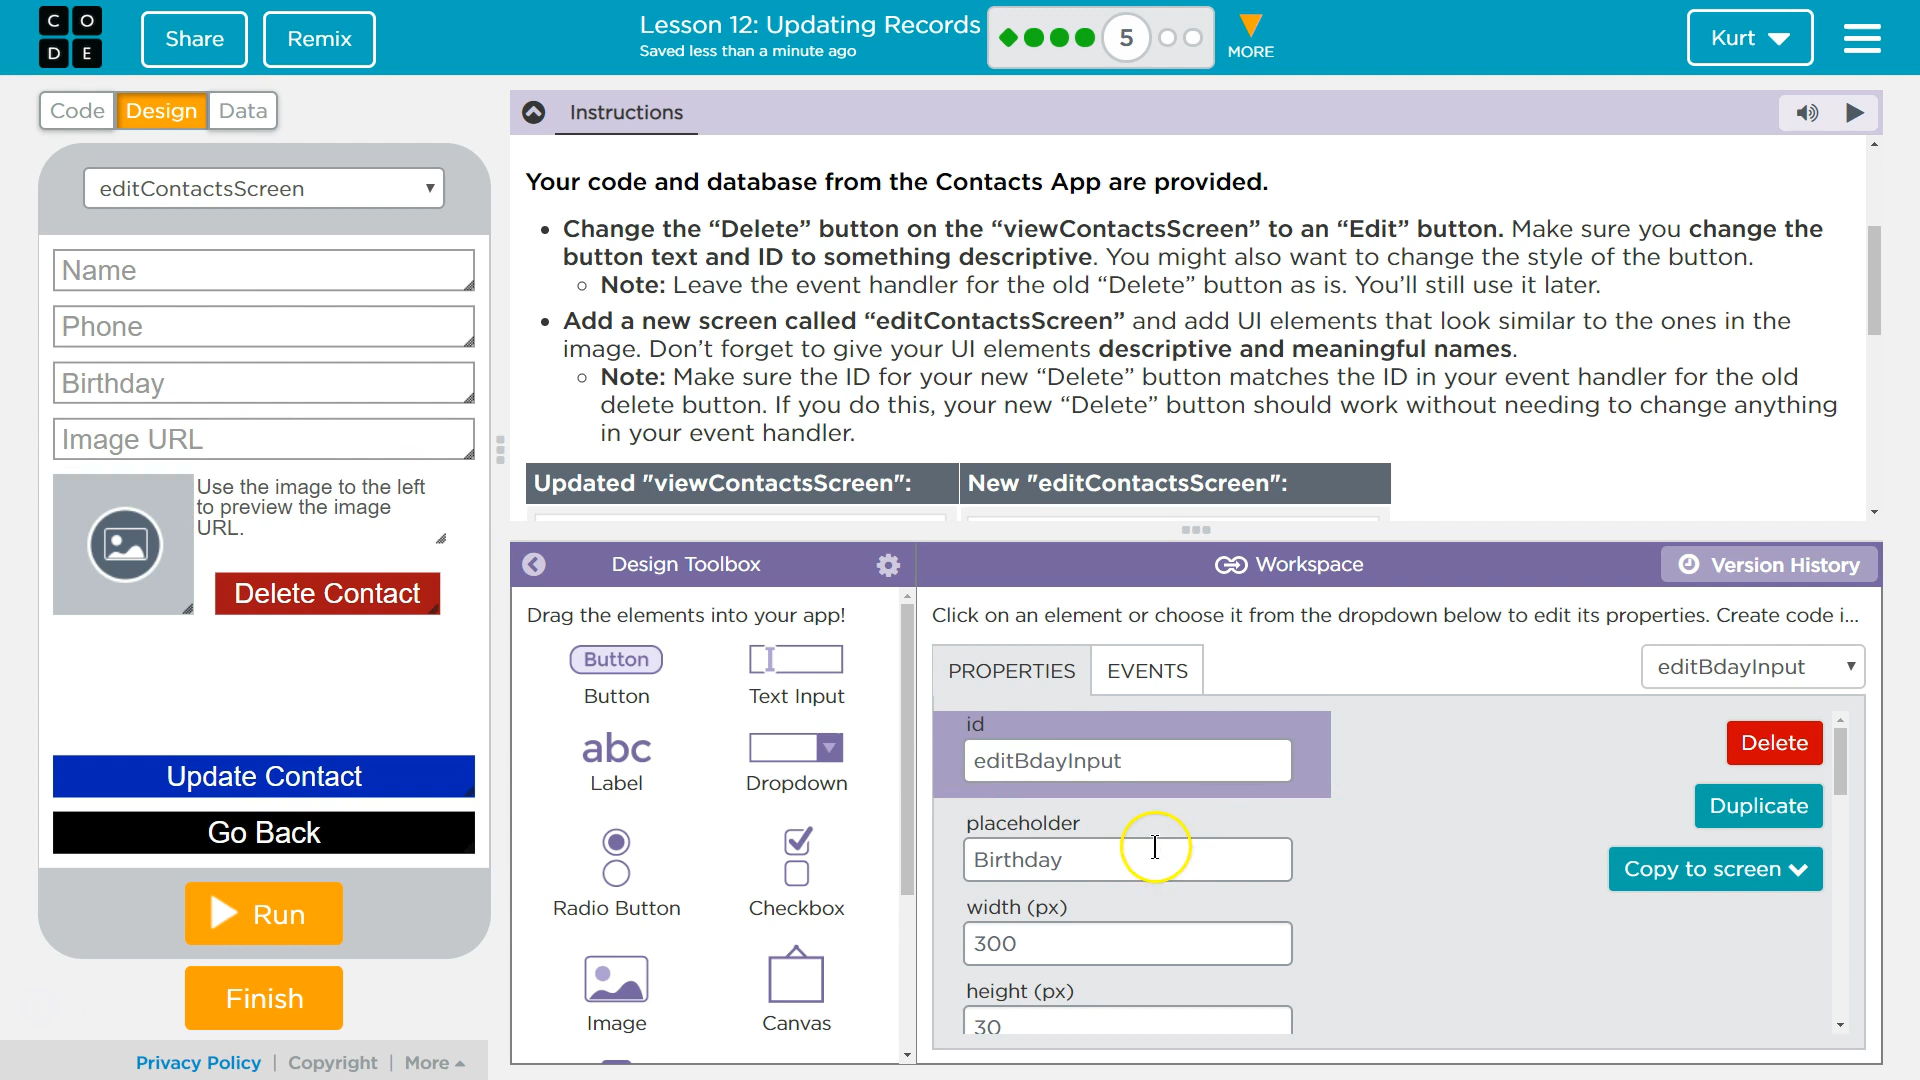 CO
DE
Share
Remix
Lesson 12: Updating Records
Saved less than a minute ago
5
MORE
Kurt
Code
Design
Data
editContactsScreen
Name
Phone
Birthday
Image URL
Use the image to the left
to preview the image
URL.
Delete Contact
Update Contact
Go Back
Run
Finish
Privacy Policy | Copyright | More
Instructions
Your code and database from the Contacts App are provided.
• Change the “Delete” button on the “viewContactsScreen” to an “Edit” button. Make sure you change the
button text and ID to something descriptive. You might also want to change the style of the button.
◦ Note: Leave the event handler for the old “Delete” button as is. You’ll still use it later.
• Add a new screen called “editContactsScreen” and add UI elements that look similar to the ones in the
image. Don’t forget to give your UI elements descriptive and meaningful names.
◦ Note: Make sure the ID for your new “Delete” button matches the ID in your event handler for the old
delete button. If you do this, your new “Delete” button should work without needing to change anything
in your event handler.
Updated "viewContactsScreen":
New "editContactsScreen":
Design Toolbox
Workspace
Version History
Drag the elements into your app!
Button
Button
Text Input
abc
Label
Dropdown
Radio Button
Checkbox
Image
Canvas
Click on an element or choose it from the dropdown below to edit its properties. Create code i...
PROPERTIES
EVENTS
editBdayInput
id
editBdayInput
placeholder
Birthday
width (px)
300
height (px)
30
Delete
Duplicate
Copy to screen